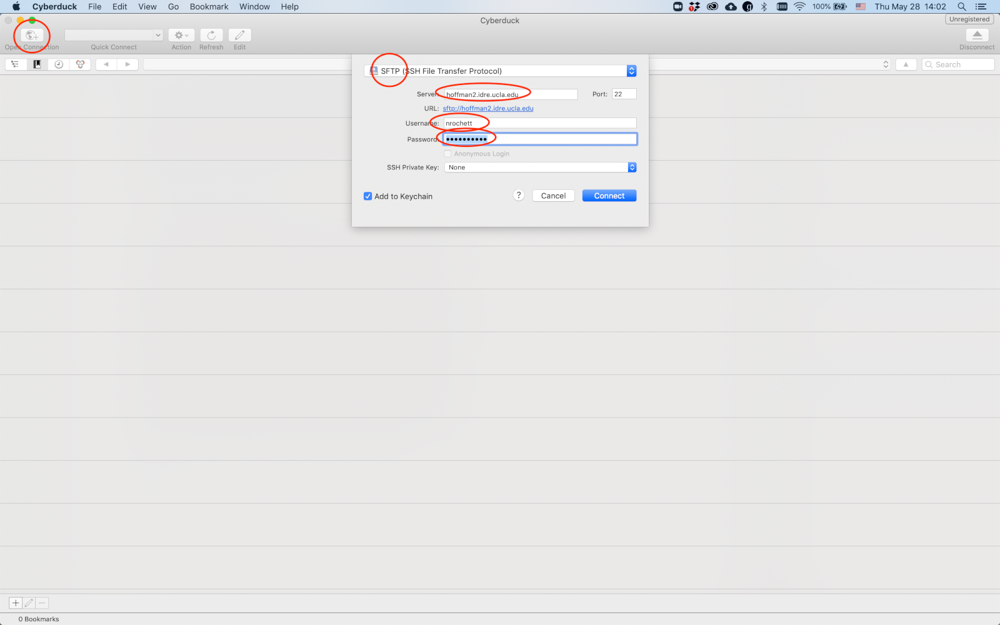 Cyberduck File Edit View Go Bookmark Window Help 100% Thu May 28 14:02
Cyberduck
Unregistered
Open Connection Quick Connect Action Refresh Edit Disconnect
Search
SFTP (SSH File Transfer Protocol)
Server: hoffman2.idre.ucla.edu Port: 22
URL: sftp://hoffman2.idre.ucla.edu
Username: nrochett
Password: ••••••••••
Anonymous Login
SSH Private Key: None
Add to Keychain ? Cancel Connect
0 Bookmarks